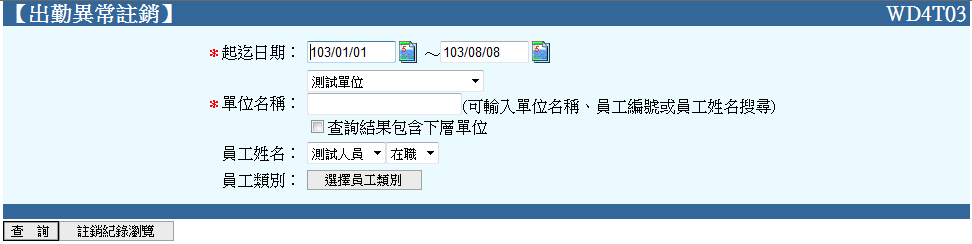 【出勤異常註銷】 WD4T03
*起迄日期： 103/01/01 ～ 103/08/08
測試單位
*單位名稱： (可輸入單位名稱、員工編號或員工姓名搜尋)
查詢結果包含下層單位
員工姓名： 測試人員 在職
員工類別： 選擇員工類別
查 詢 註銷紀錄瀏覽